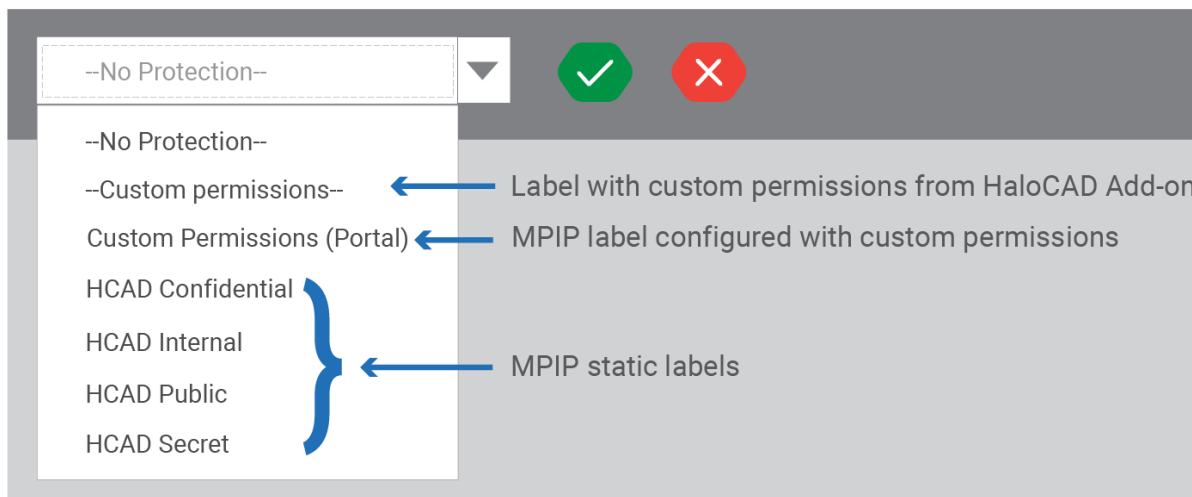 --No Protection--
--No Protection--
--Custom permissions--
Label with custom permissions from HaloCAD Add-on
Custom Permissions (Portal)
MPIP label configured with custom permissions
HCAD Confidential
HCAD Internal
MPIP static labels
HCAD Public
HCAD Secret